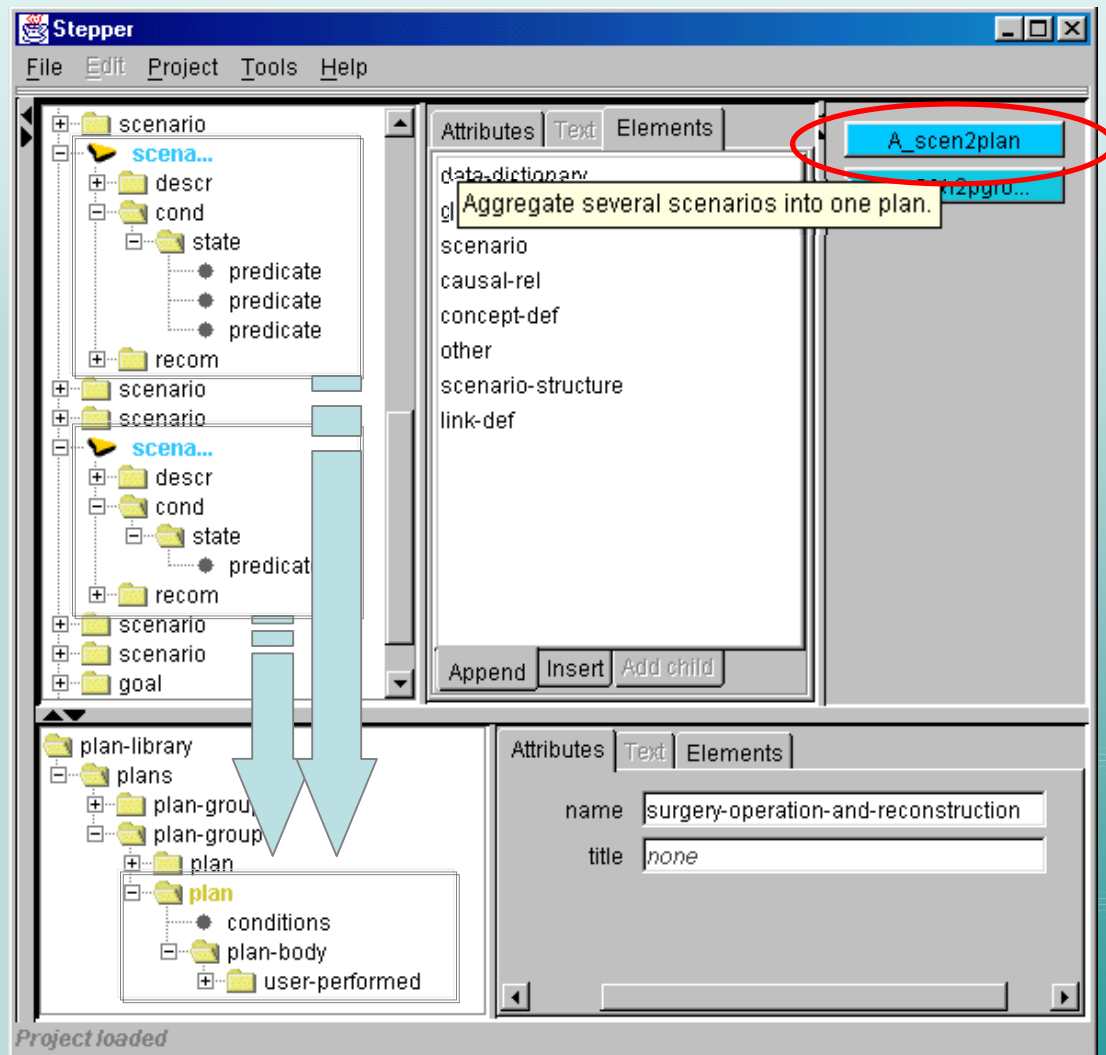 Stepper
File Edit Project Tools Help
scenario
scena...
descr
cond
state
predicate
predicate
predicate
recom
scenario
scenario
scena...
descr
cond
state
predicat
recom
scenario
scenario
goal
Attributes Text Elements
data-dictionary
Aggregate several scenarios into one plan.
scenario
causal-rel
concept-def
other
scenario-structure
link-def
Append Insert Add child
A_scen2plan
plan-library
plans
plan-group
plan-group
plan
plan
conditions
plan-body
user-performed
Attributes Text Elements
name surgery-operation-and-reconstruction
title none
Project loaded